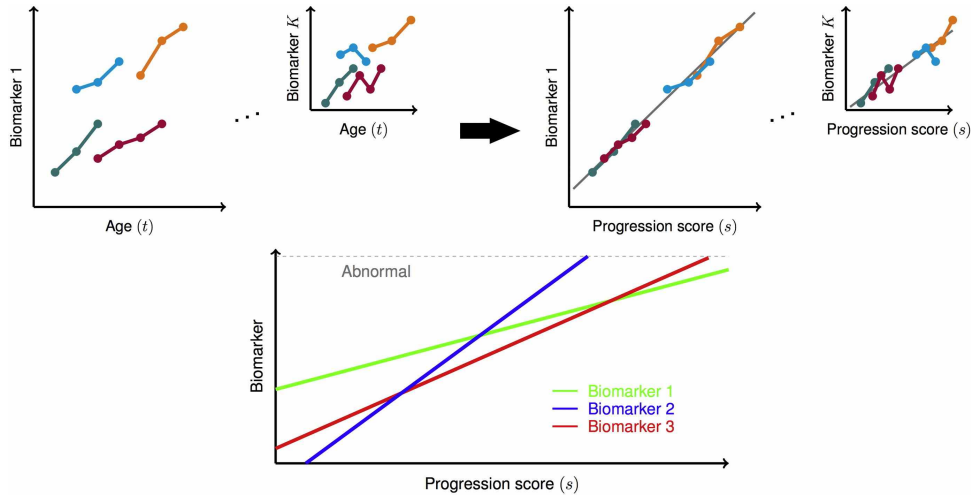 Biomarker 1
Age (t)
...
Biomarker K
Age (t)
Biomarker 1
Progression score (s)
...
Biomarker K
Progression score (s)
Abnormal
Biomarker
Biomarker 1
Biomarker 2
Biomarker 3
Progression score (s)